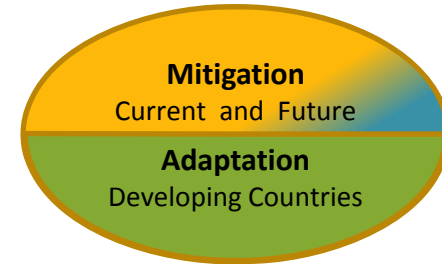 Mitigation
Current and Future
Adaptation
Developing Countries